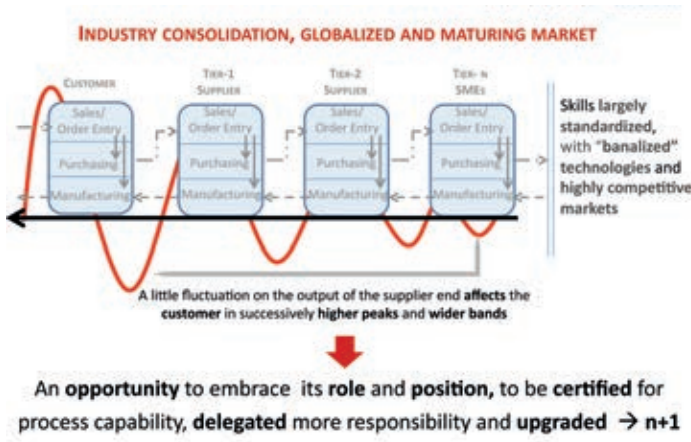 INDUSTRY CONSOLIDATION, GLOBALIZED AND MATURING MARKET
CUSTOMER
TIER-1
SUPPLIER
TIER-2
SUPPLIER
TIER- N
SMES
Sales/
Order Entry
Purchasing
Manufacturing
Sales/
Order Entry
Purchasing
Manufacturing
Sales/
Order Entry
Purchasing
Manufacturing
Sales/
Order Entry
Purchasing
Manufacturing
Skills largely
standardized,
with "banalized"
technologies and
highly competitive
markets
A little fluctuation on the output of the supplier end affects the
customer in successively higher peaks and wider bands
An opportunity to embrace its role and position, to be certified for
process capability, delegated more responsibility and upgraded → n+1